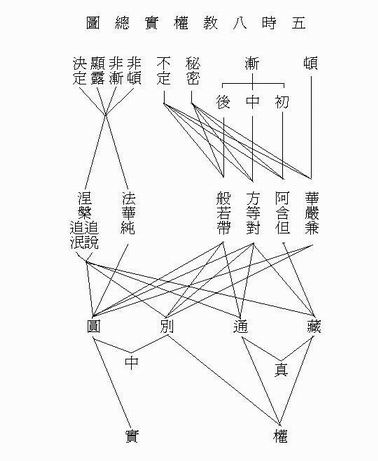 五時八教權實總圖
頓
漸
秘密
不定
非頓
非漸
顯露
決定
初
中
後
華嚴兼
阿含但
方等對
般若帶
法華純
涅槃追說
追泯
藏
通
別
圓
真
中
權
實